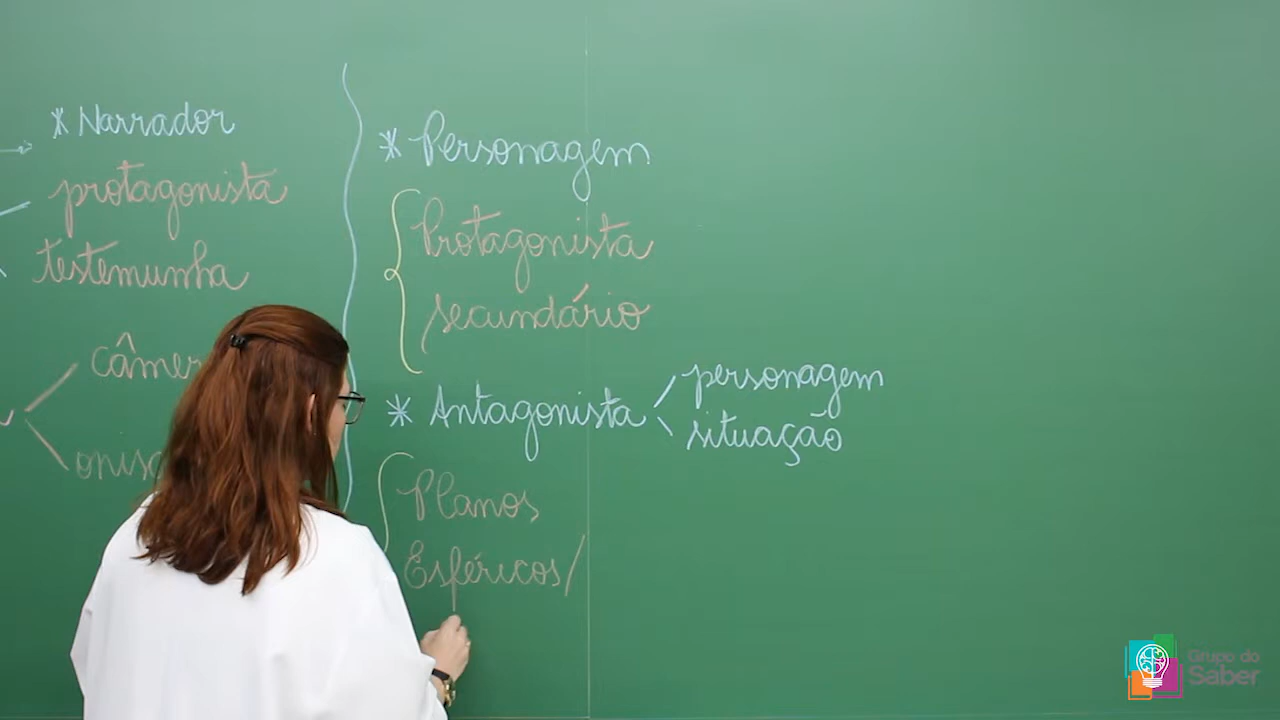 * Narrador
protagonista
testemunha
* Personagem
Protagonista
secundário
* Antagonista
personagem
situação
Planos
Esféricos/
Grupo do
Saber